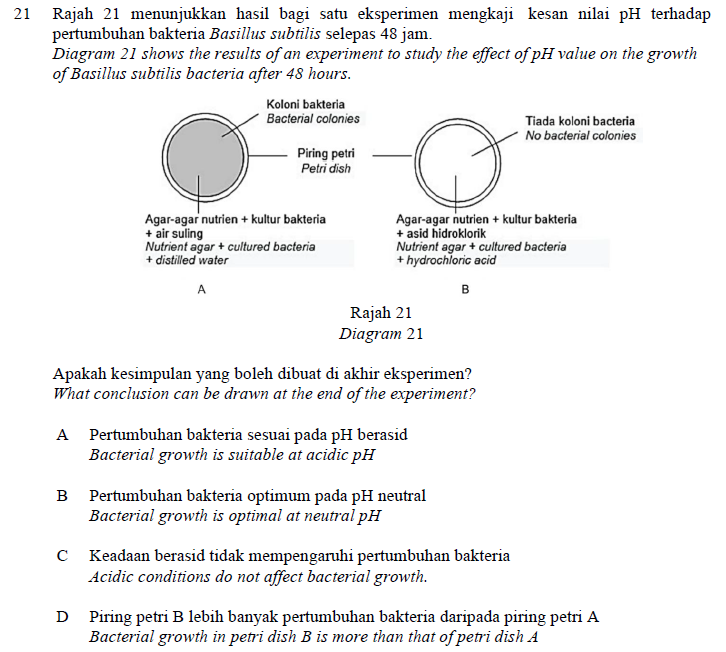 21 Rajah 21 menunjukkan hasil bagi satu eksperimen mengkaji kesan nilai pH terhadap
pertumbuhan bakteria Basillus subtilis selepas 48 jam.
Diagram 21 shows the results of an experiment to study the effect of pH value on the growth
of Basillus subtilis bacteria after 48 hours.
Koloni bakteria
Bacterial colonies
Tiada koloni bacteria
No bacterial colonies
Piring petri
Petri dish
Agar-agar nutrien + kultur bakteria
+ air suling
Nutrient agar + cultured bacteria
+ distilled water
A
Agar-agar nutrien + kultur bakteria
+ asid hidroklorik
Nutrient agar + cultured bacteria
+ hydrochloric acid
B
Rajah 21
Diagram 21
Apakah kesimpulan yang boleh dibuat di akhir eksperimen?
What conclusion can be drawn at the end of the experiment?
A Pertumbuhan bakteria sesuai pada pH berasid
Bacterial growth is suitable at acidic pH
B Pertumbuhan bakteria optimum pada pH neutral
Bacterial growth is optimal at neutral pH
C Keadaan berasid tidak mempengaruhi pertumbuhan bakteria
Acidic conditions do not affect bacterial growth.
D Piring petri B lebih banyak pertumbuhan bakteria daripada piring petri A
Bacterial growth in petri dish B is more than that of petri dish A